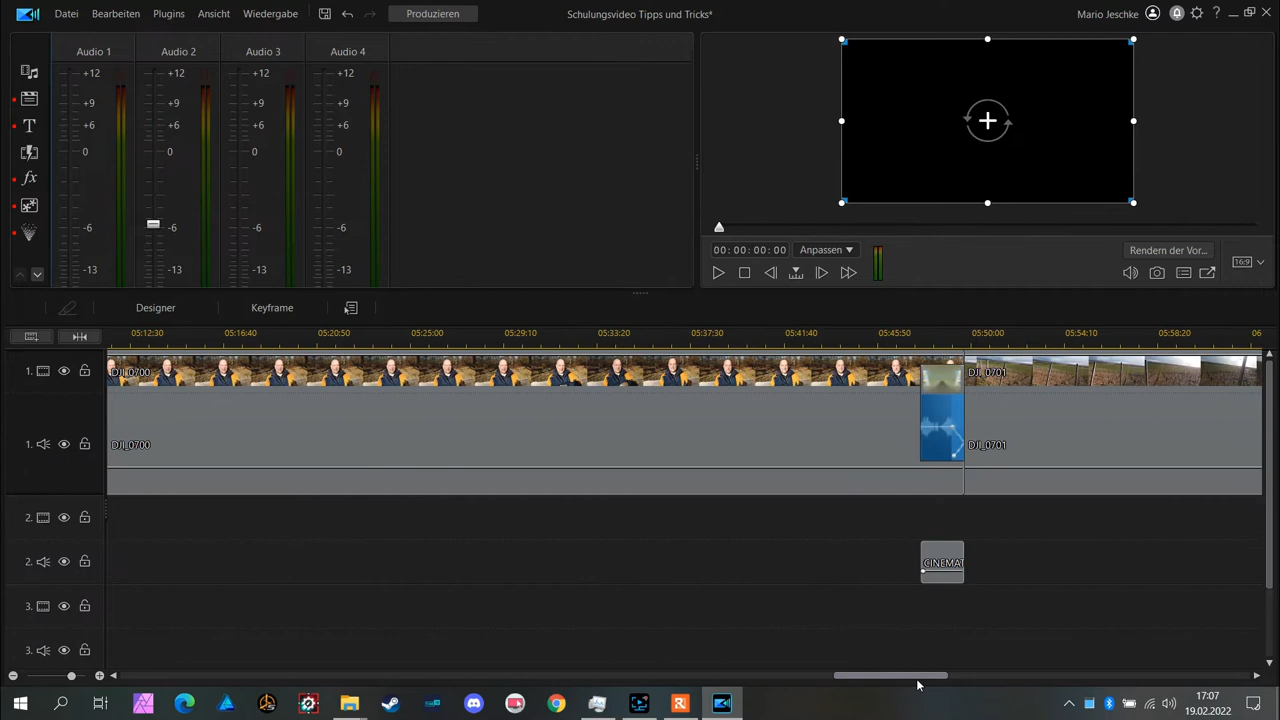 Datei Bearbeiten Plugins Ansicht Wiedergabe Produzieren Schulungsvideo Tipps und Tricks* Mario Jeschke ?
Audio 1 Audio 2 Audio 3 Audio 4
+12 +12 +12 +12
+9 +9 +9 +9
+6 +6 +6 +6
0 0 0 0
-6 -6 -6 -6
-13 -13 -13 -13
T
fx
00:00:00:00 Anpassen Rendern der Vor...
16:9
Designer Keyframe
05:12:30 05:16:40 05:20:50 05:25:00 05:29:10 05:33:20 05:37:30 05:41:40 05:45:50 05:50:00 05:54:10 05:58:20 06
1. DJI_0700 DJI_0701
1. DJI_0700 DJI_0701
2.
2. CINEMAT
3.
3.
17:07
19.02.2022